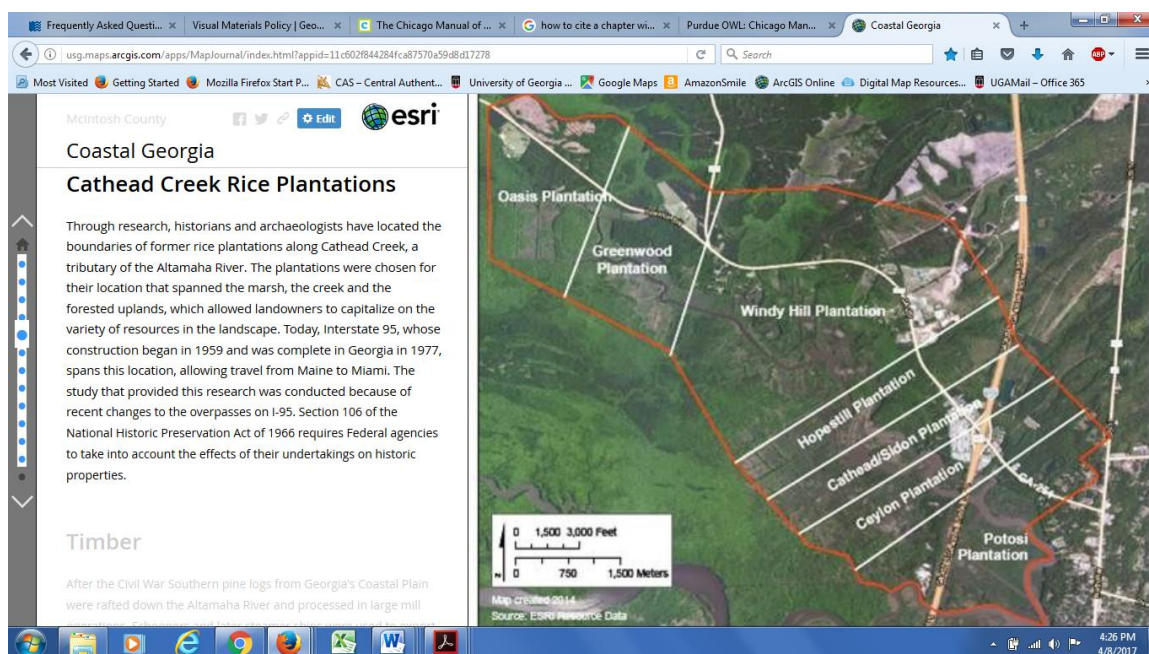 Frequently Asked Questi...
Visual Materials Policy | Geo...
The Chicago Manual of ...
how to cite a chapter wi...
Purdue OWL: Chicago Man...
Coastal Georgia
usg.maps.arcgis.com/apps/MapJournal/index.html?appid=11c602f844284fca87570a59d8d17278
Search
ABP
Most Visited
Getting Started
Mozilla Firefox Start P...
CAS – Central Authent...
University of Georgia ...
Google Maps
AmazonSmile
ArcGIS Online
Digital Map Resources...
UGAMail – Office 365
McIntosh County
Edit
esri
Coastal Georgia
Cathead Creek Rice Plantations
Through research, historians and archaeologists have located the
boundaries of former rice plantations along Cathead Creek, a
tributary of the Altamaha River. The plantations were chosen for
their location that spanned the marsh, the creek and the
forested uplands, which allowed landowners to capitalize on the
variety of resources in the landscape. Today, Interstate 95, whose
construction began in 1959 and was complete in Georgia in 1977,
spans this location, allowing travel from Maine to Miami. The
study that provided this research was conducted because of
recent changes to the overpasses on I-95. Section 106 of the
National Historic Preservation Act of 1966 requires Federal agencies
to take into account the effects of their undertakings on historic
properties.
Timber
After the Civil War Southern pine logs from Georgia's Coastal Plain
were rafted down the Altamaha River and processed in large mill
Oasis Plantation
Greenwood
Plantation
Windy Hill Plantation
Hopestill Plantation
Cathead/Sidon Plantation
Ceylon Plantation
Potosi
Plantation
0 1,500 3,000 Feet
0 750 1,500 Meters
N
Map created 2014
Source: ESRI Resource Data
4:26 PM
4/8/2017